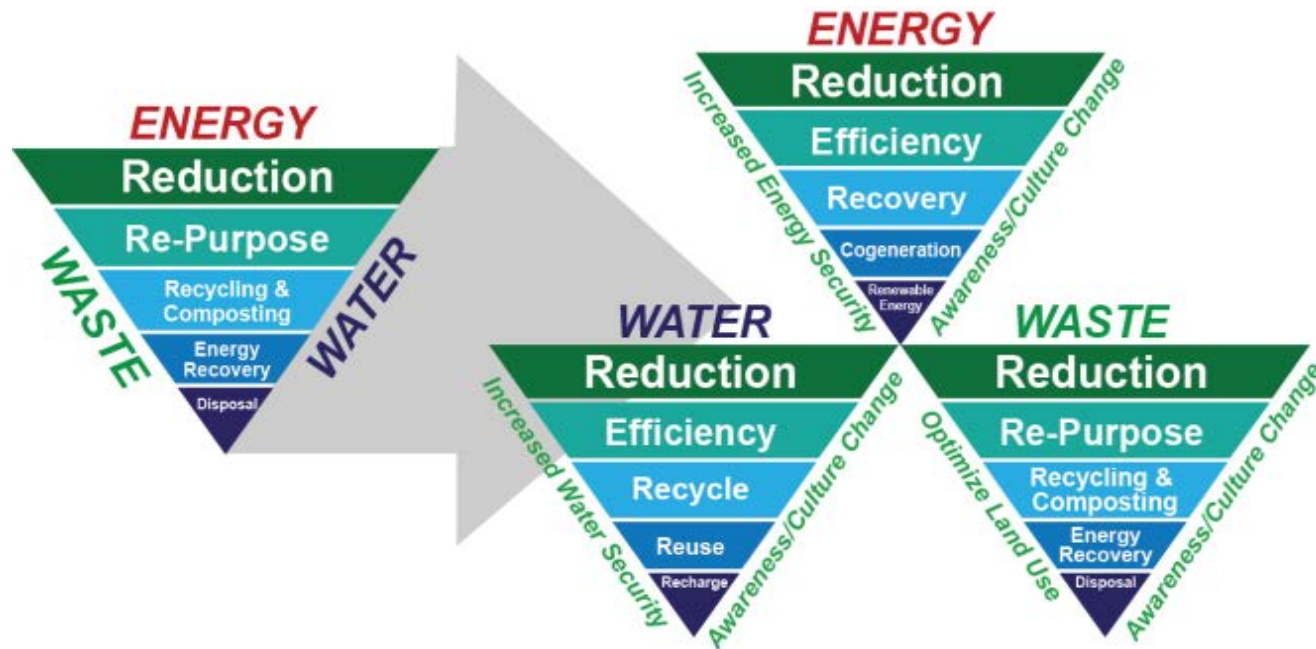 ENERGY
Reduction
Re-Purpose
Recycling &
Composting
Energy
Recovery
Disposal
WASTE
WATER
ENERGY
Reduction
Efficiency
Recovery
Cogeneration
Renewable
Energy
Increased Energy Security
Awareness/Culture Change
WATER
Reduction
Efficiency
Recycle
Reuse
Recharge
Increased Water Security
Awareness/Culture Change
WASTE
Reduction
Re-Purpose
Recycling &
Composting
Energy
Recovery
Disposal
Optimize Land Use
Awareness/Culture Change